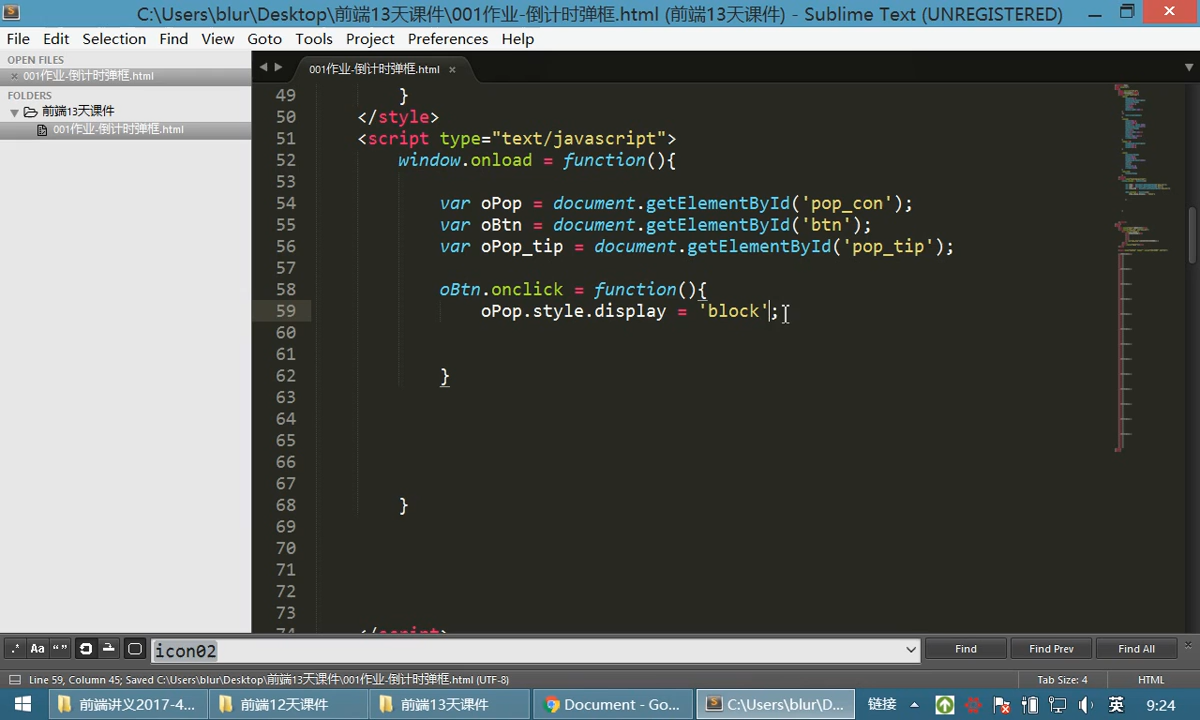 C:\Users\blur\Desktop\前端13天课件\001作业-倒计时弹框.html (前端13天课件) - Sublime Text (UNREGISTERED)
File Edit Selection Find View Goto Tools Project Preferences Help
OPEN FILES
001作业-倒计时弹框.html
FOLDERS
前端13天课件
001作业-倒计时弹框.html
001作业-倒计时弹框.html
49 }
50 </style>
51 <script type="text/javascript">
52 window.onload = function(){
53
54 var oPop = document.getElementById('pop_con');
55 var oBtn = document.getElementById('btn');
56 var oPop_tip = document.getElementById('pop_tip');
57
58 oBtn.onclick = function(){
59 oPop.style.display = 'block';
60
61
62 }
63
64
65
66
67
68 }
69
70
71
72
73
74 </script>
.* Aa “” icon02 Find Find Prev Find All
Line 59, Column 45; Saved C:\Users\blur\Desktop\前端13天课件\001作业-倒计时弹框.html (UTF-8) Tab Size: 4 HTML
前端讲义2017-4... 前端12天课件 前端13天课件 Document - Go... C:\Users\blur\D... 链接 英 9:24